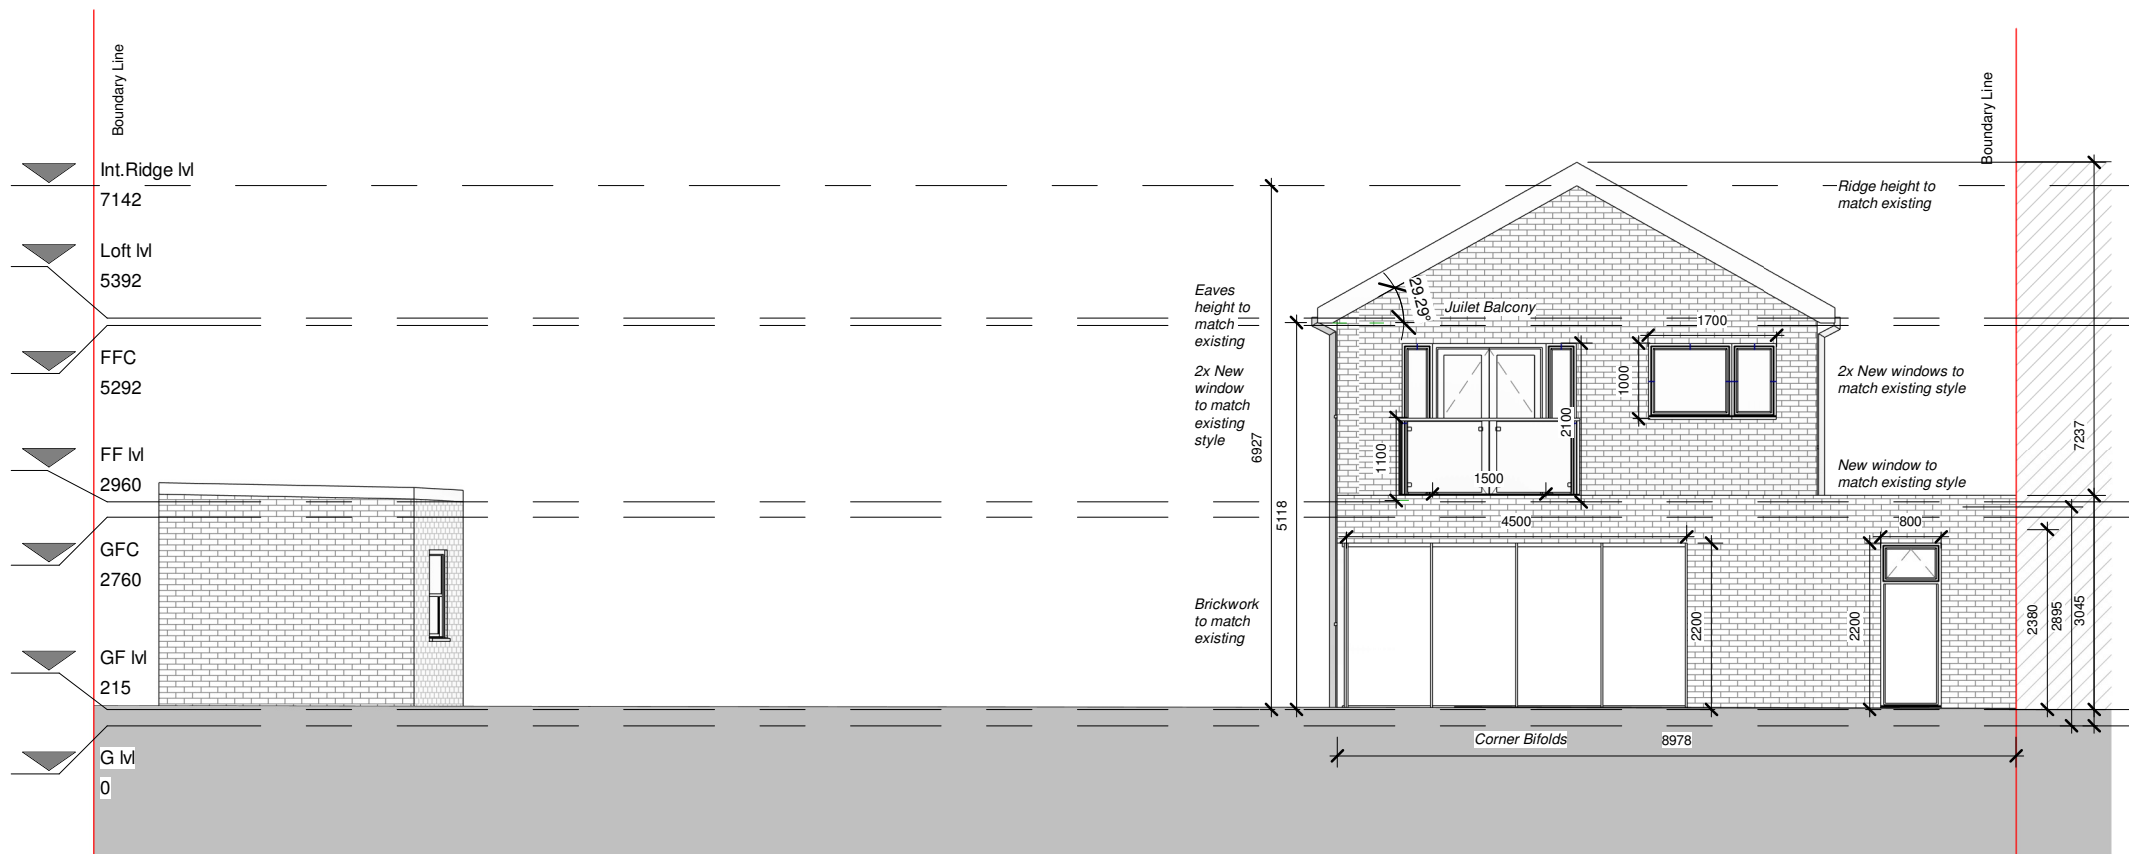 Boundary Line
Int.Ridge lvl
7142
Loft lvl
5392
FFC
5292
FF lvl
2960
GFC
2760
GF lvl
215
G lvl
0
Eaves
height to
match
existing
2x New
window
to match
existing
style
6927
5118
Brickwork
to match
existing
29.29°
Juilet Balcony
1700
1000
2100
1100
1500
4500
800
2200
2200
Corner Bifolds
8978
Boundary Line
Ridge height to
match existing
2x New windows to
match existing style
New window to
match existing style
7237
2380
2895
3045